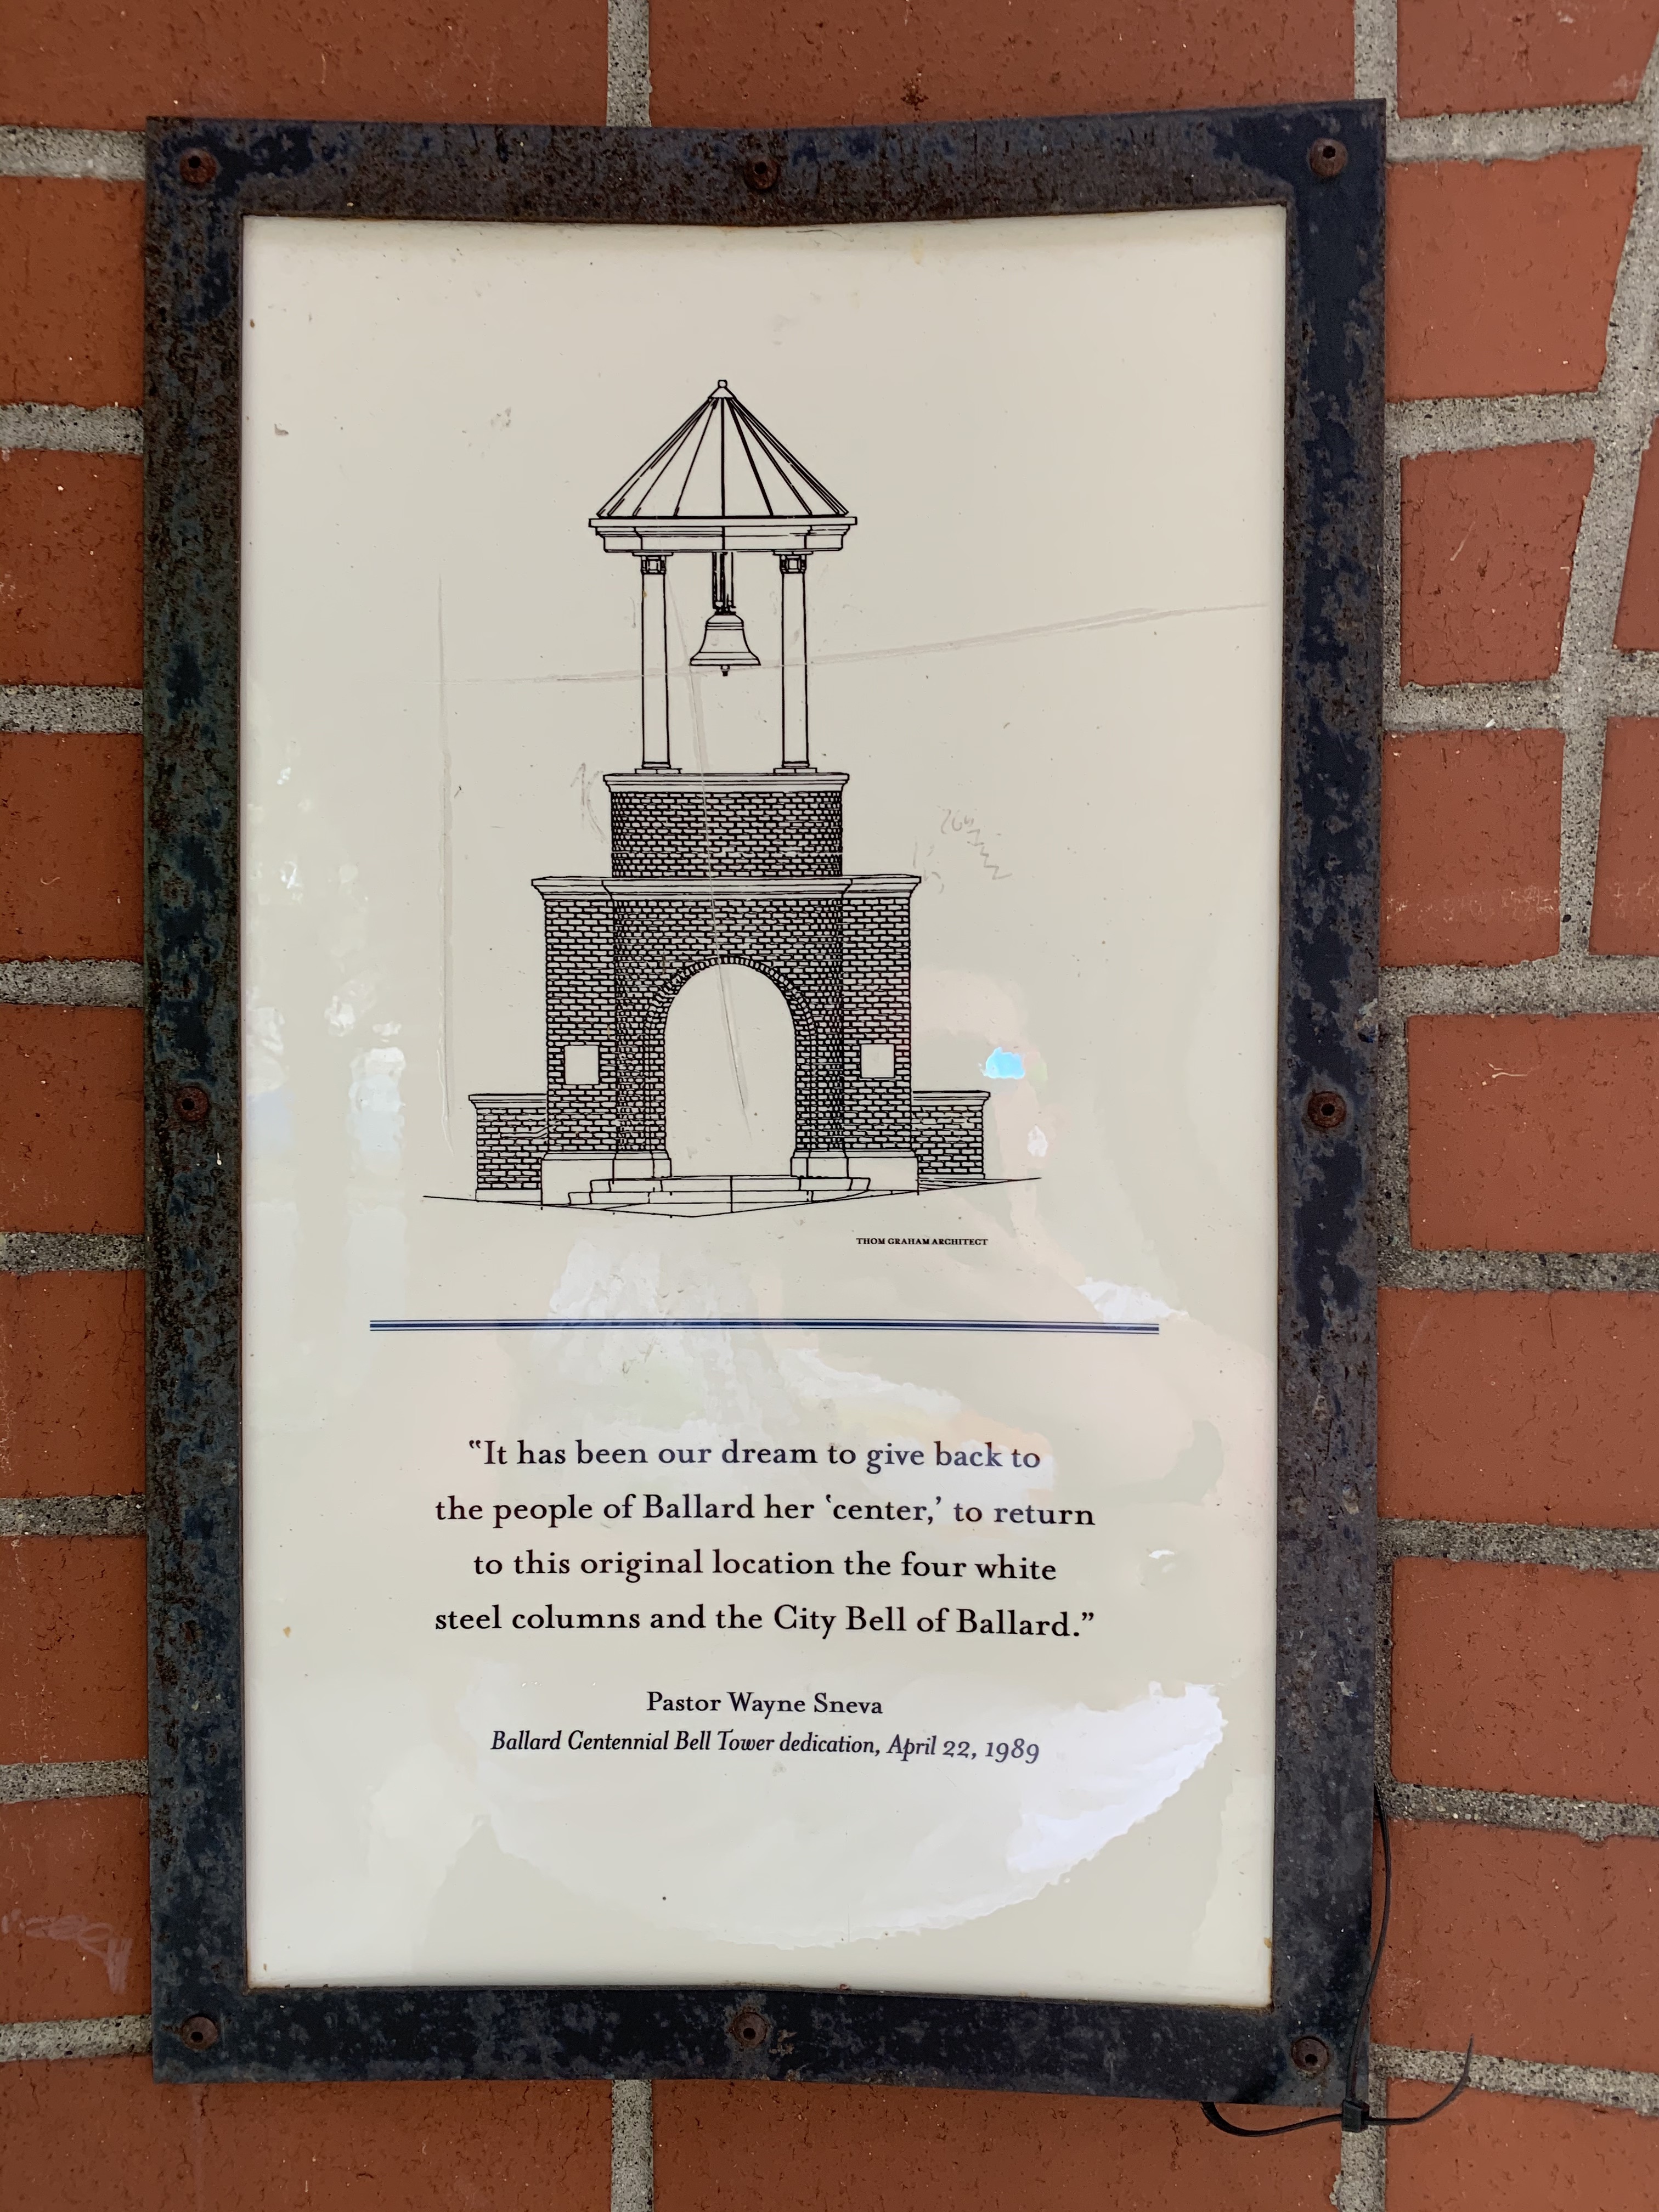 THOM GRAHAM ARCHITECT
“It has been our dream to give back to
the people of Ballard her ‘center,’ to return
to this original location the four white
steel columns and the City Bell of Ballard.”
Pastor Wayne Sneva
Ballard Centennial Bell Tower dedication, April 22, 1989